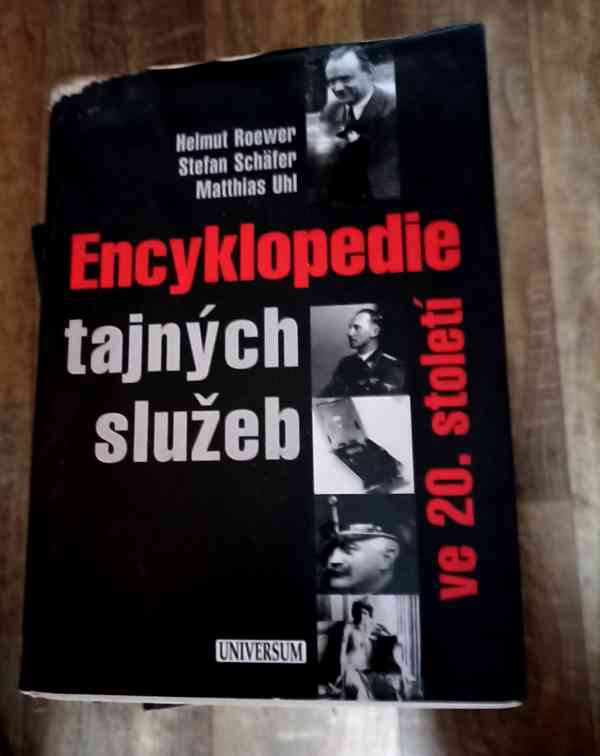 Helmut Roewer
Stefan Schäfer
Matthias Uhl
Encyklopedie
tajných
služeb
ve 20. století
UNIVERSUM